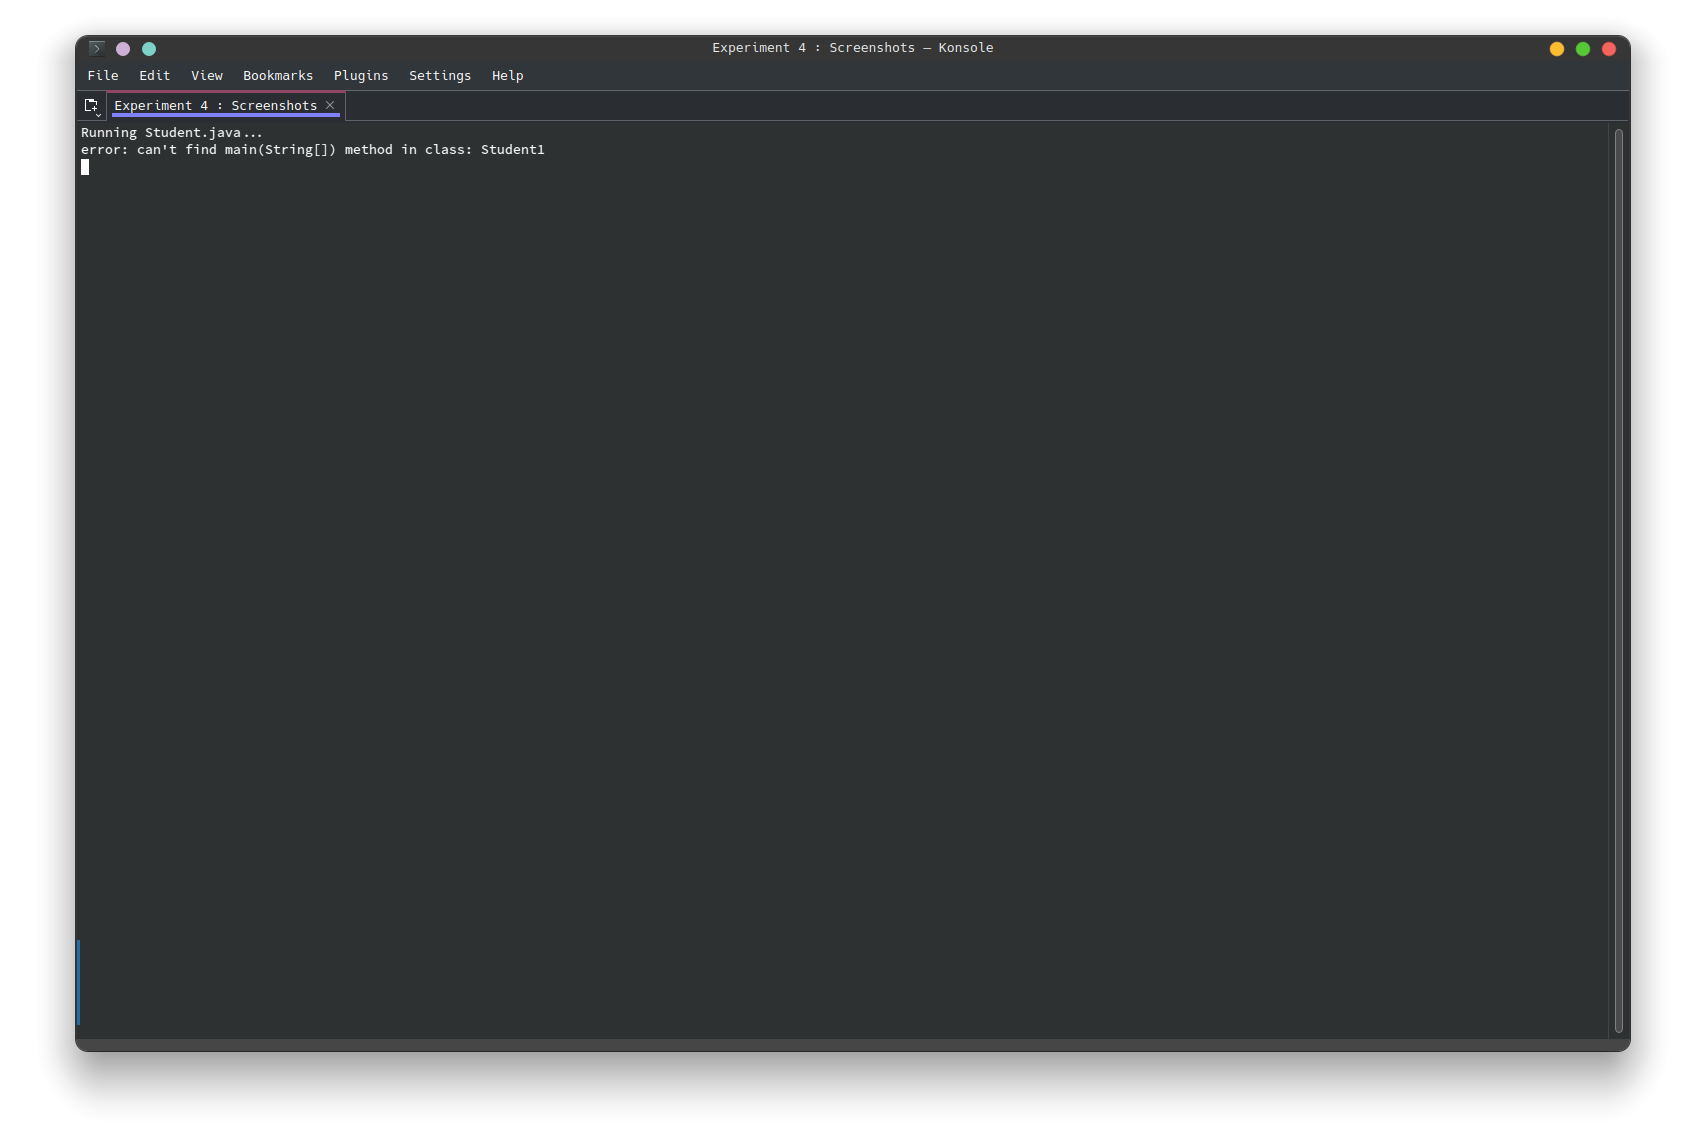 Experiment 4 : Screenshots — Konsole
File Edit View Bookmarks Plugins Settings Help
Experiment 4 : Screenshots
Running Student.java...
error: can't find main(String[]) method in class: Student1